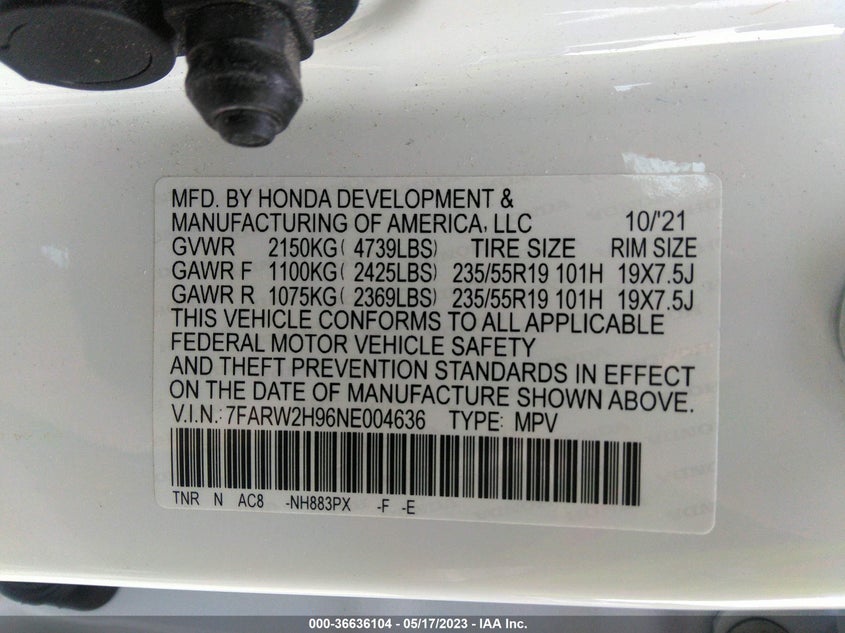 MFD. BY HONDA DEVELOPMENT &
MANUFACTURING OF AMERICA, LLC 10/'21
GVWR 2150KG( 4739LBS) TIRE SIZE RIM SIZE
GAWR F 1100KG( 2425LBS) 235/55R19 101H 19X7.5J
GAWR R 1075KG( 2369LBS) 235/55R19 101H 19X7.5J
THIS VEHICLE CONFORMS TO ALL APPLICABLE
FEDERAL MOTOR VEHICLE SAFETY
AND THEFT PREVENTION STANDARDS IN EFFECT
ON THE DATE OF MANUFACTURE SHOWN ABOVE.
V.I.N.: 7FARW2H96NE004636 TYPE: MPV
TNR N AC8 -NH883PX -F -E
000-36636104 — 05/17/2023 — IAA Inc.